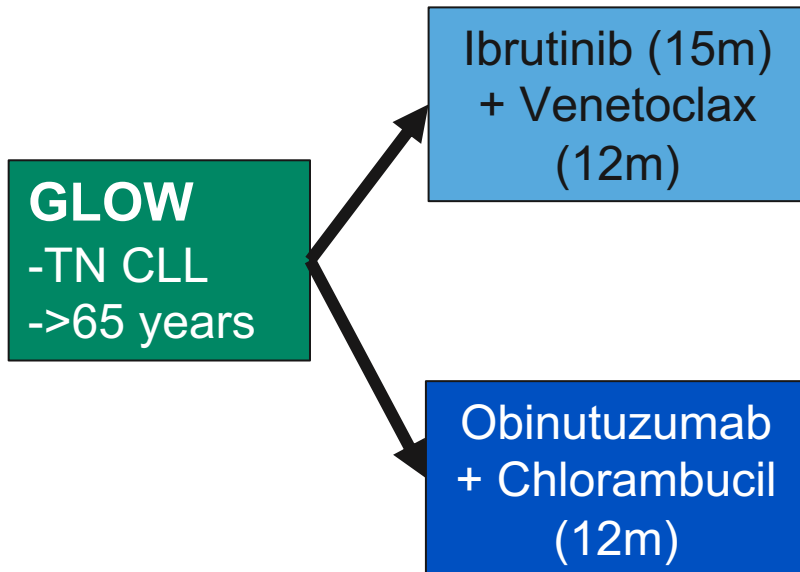 Ibrutinib (15m)
+ Venetoclax
(12m)
GLOW
-TN CLL
->65 years
Obinutuzumab
+ Chlorambucil
(12m)